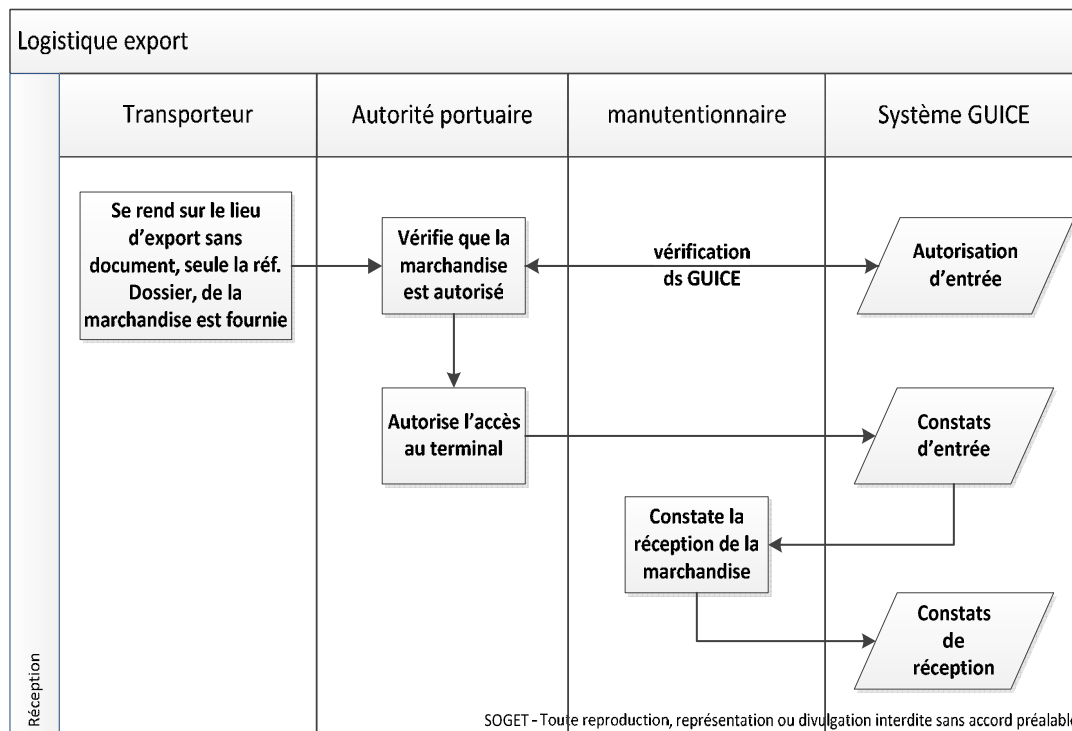 Logistique export
Transporteur
Autorité portuaire
manutentionnaire
Système GUICE
Se rend sur le lieu
d'export sans
document, seule la réf.
Dossier, de la
marchandise est fournie
Vérifie que la
marchandise
est autorisé
vérification
ds GUICE
Autorisation
d'entrée
Autorise l'accès
au terminal
Constats
d'entrée
Constate la
réception de la
marchandise
Constats
de
réception
Réception
SOGET - Toute reproduction, représentation ou divulgation interdite sans accord préalable